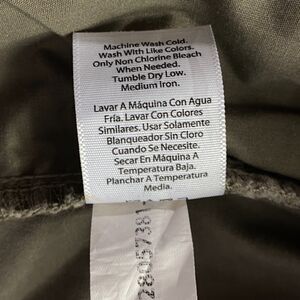 Machine Wash Cold.
Wash With Like Colors.
Only Non Chlorine Bleach
When Needed.
Tumble Dry Low.
Medium Iron.
Lavar A Máquina Con Agua
Fría. Lavar Con Colores
Similares. Usar Solamente
Blanqueador Sin Cloro
Cuando Se Necesite.
Secar En Máquina A
Temperatura Baja.
Planchar A Temperatura
Media.